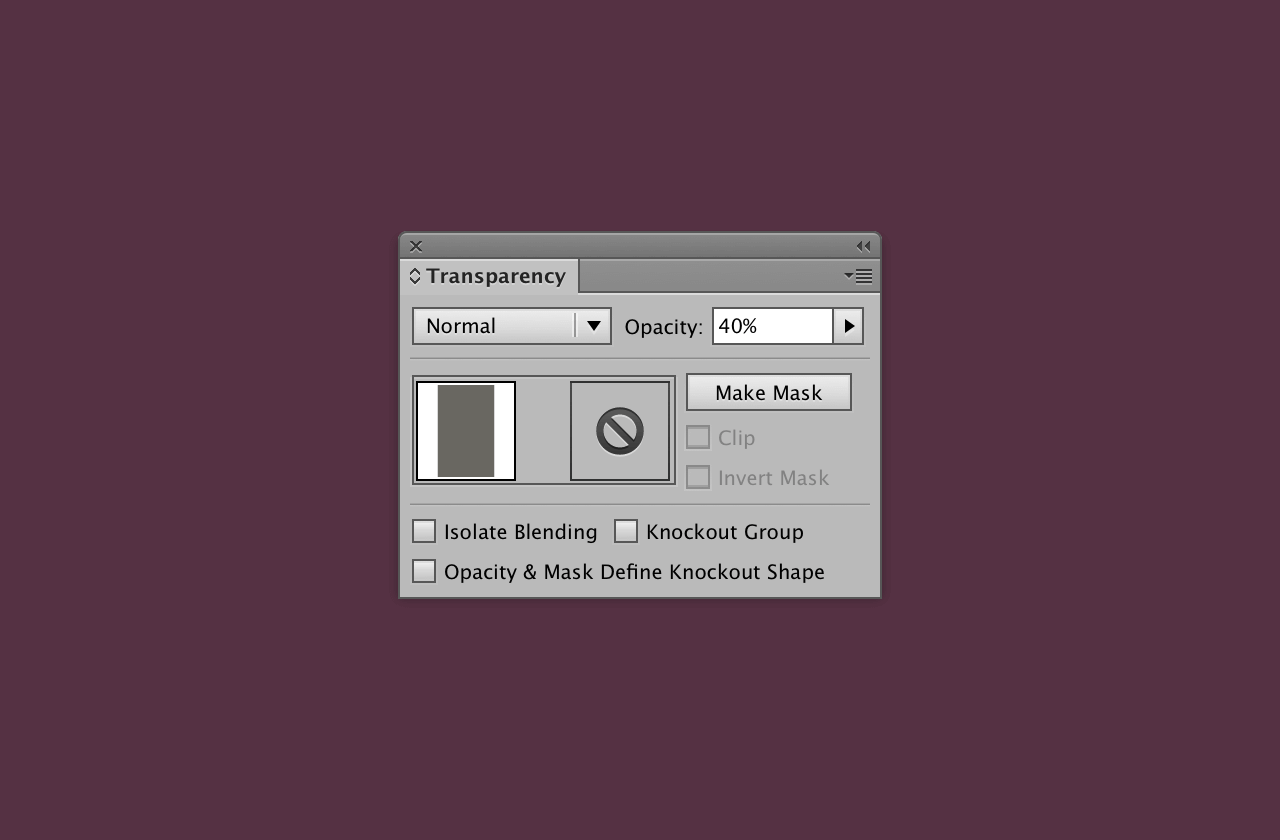 Transparency
Normal Opacity: 40%
Make Mask
Clip
Invert Mask
Isolate Blending Knockout Group
Opacity & Mask Define Knockout Shape